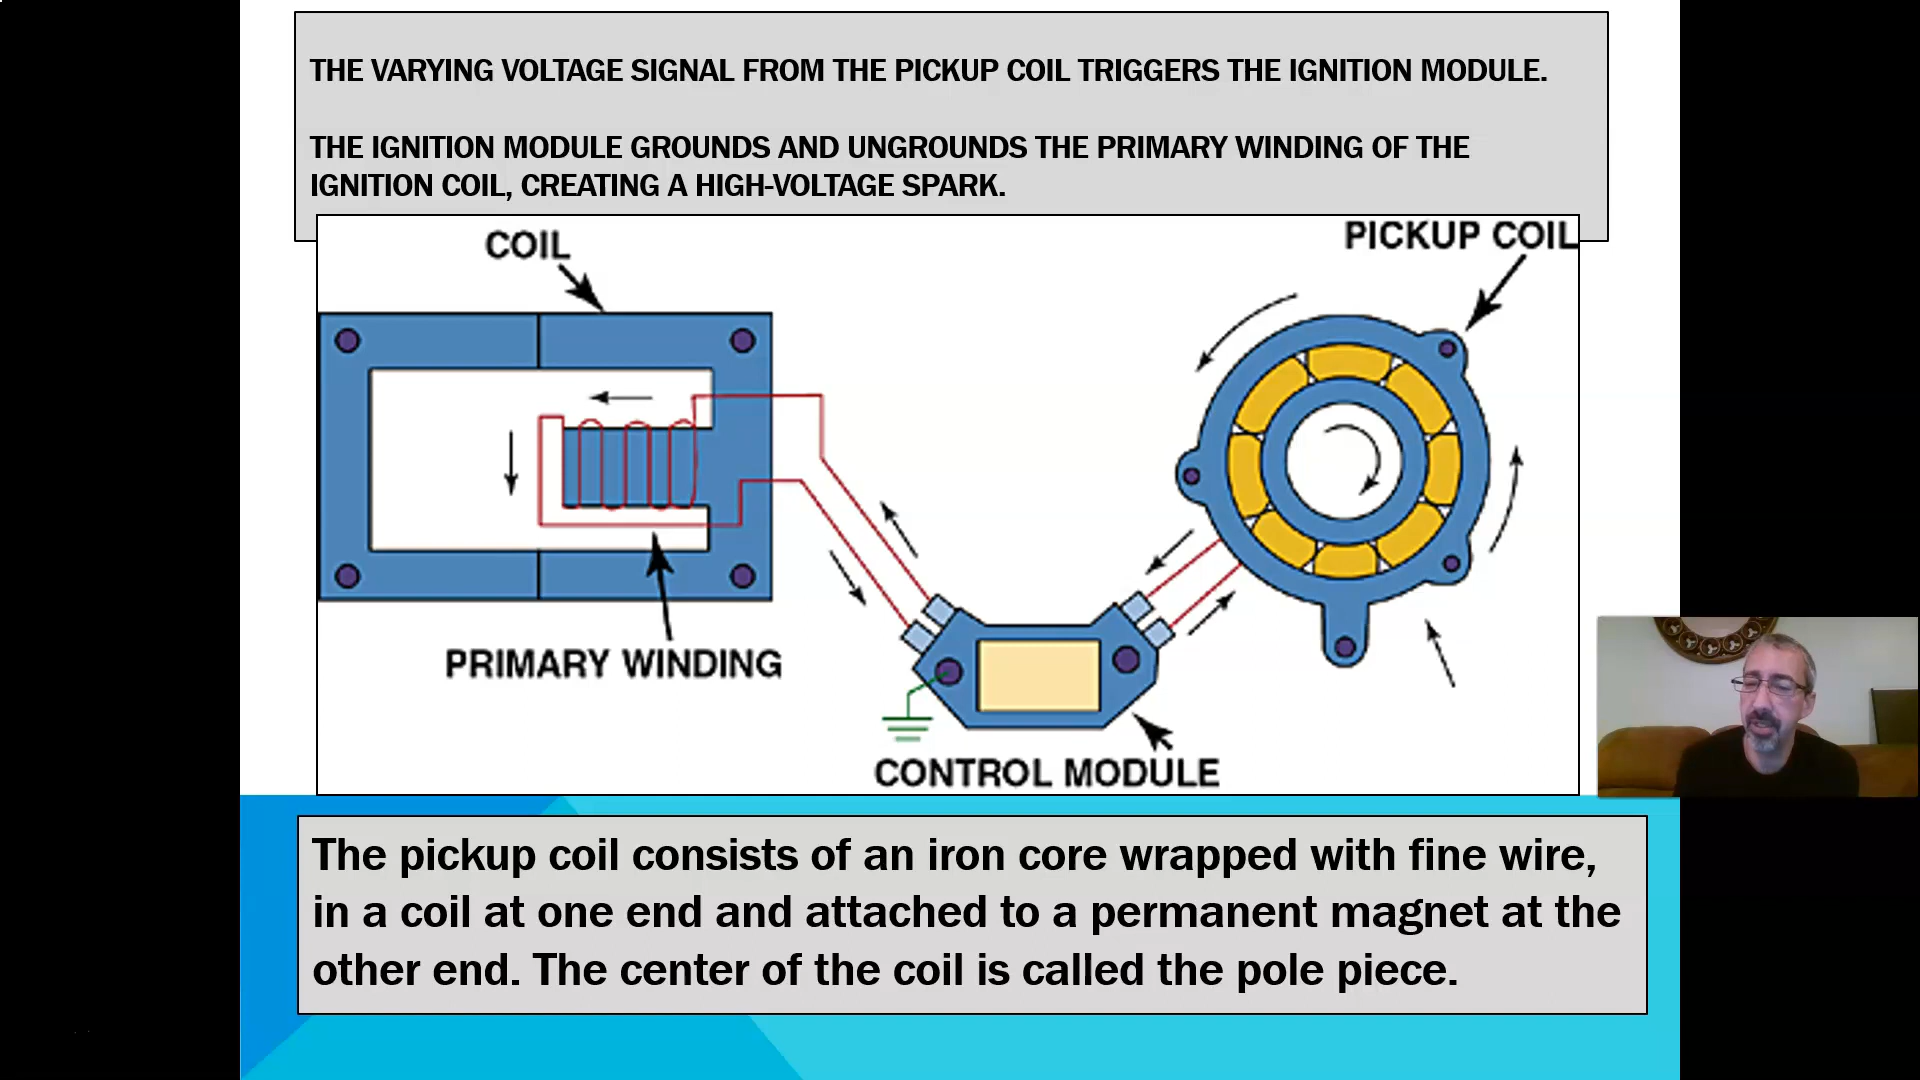 THE VARYING VOLTAGE SIGNAL FROM THE PICKUP COIL TRIGGERS THE IGNITION MODULE.
THE IGNITION MODULE GROUNDS AND UNGROUNDS THE PRIMARY WINDING OF THE
IGNITION COIL, CREATING A HIGH-VOLTAGE SPARK.
COIL
PICKUP COIL
PRIMARY WINDING
CONTROL MODULE
The pickup coil consists of an iron core wrapped with fine wire,
in a coil at one end and attached to a permanent magnet at the
other end. The center of the coil is called the pole piece.